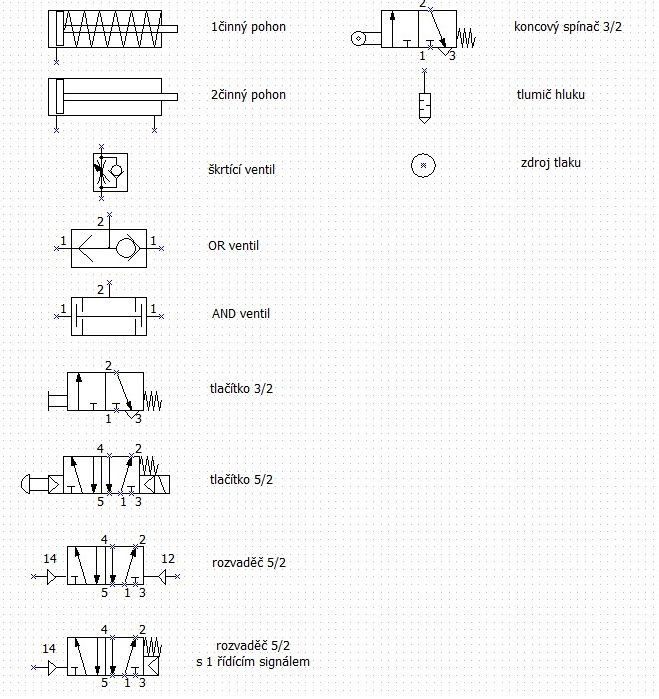 1činný pohon
2 koncový spínač 3/2
1 3
2činný pohon
tlumič hluku
škrtící ventil
zdroj tlaku
2
1 1 OR ventil
2
1 1 AND ventil
2
tlačítko 3/2
1 3
4 2
tlačítko 5/2
5 1 3
4 2
14 12 rozvaděč 5/2
5 1 3
4 2
14 rozvaděč 5/2
s 1 řídícím signálem
5 1 3